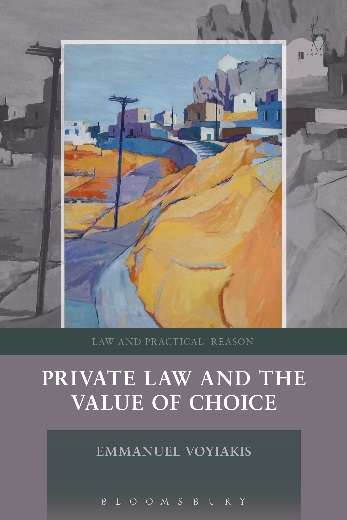 LAW AND PRACTICAL REASON
PRIVATE LAW AND THE
VALUE OF CHOICE
EMMANUEL VOYIAKIS
BLOOMSBURY